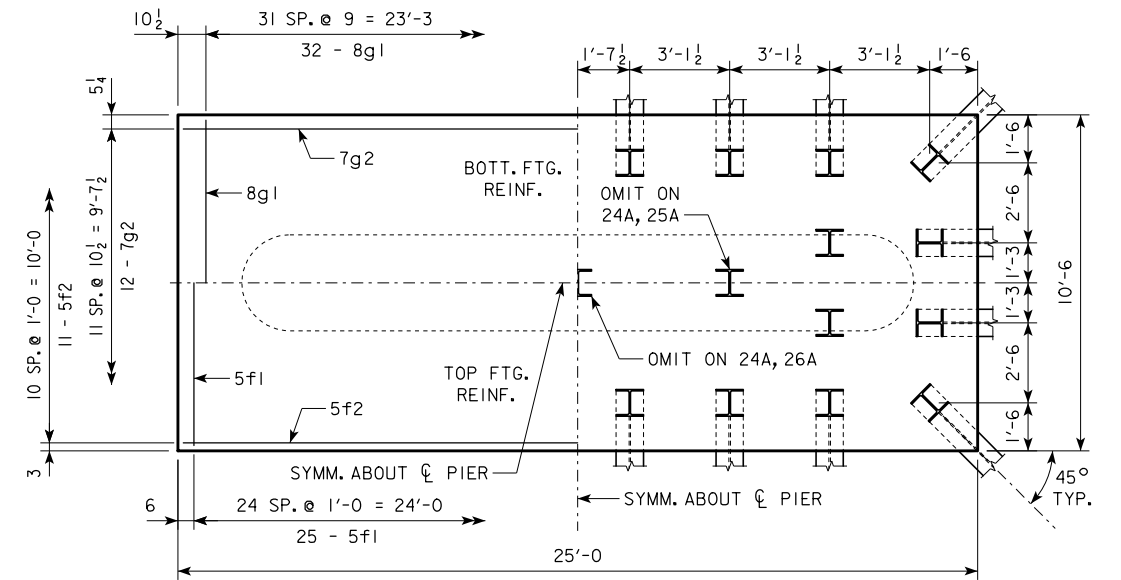 10½
31 SP. @ 9 = 23'-3
32 - 8g1
1'-7½
3'-1½
3'-1½
3'-1½
1'-6
5¼
7g2
BOTT. FTG.
REINF.
8g1
OMIT ON
24A, 25A
1'-6
2'-6
1'-3
1'-3
2'-6
1'-6
10'-6
10 SP. @ 1'-0 = 10'-0
11 - 5f2
11 SP. @ 10½ = 9'-7½
12 - 7g2
OMIT ON 24A, 26A
TOP FTG.
REINF.
5f1
5f2
SYMM. ABOUT ℄ PIER
SYMM. ABOUT ℄ PIER
45°
TYP.
3
6
24 SP. @ 1'-0 = 24'-0
25 - 5f1
25'-0